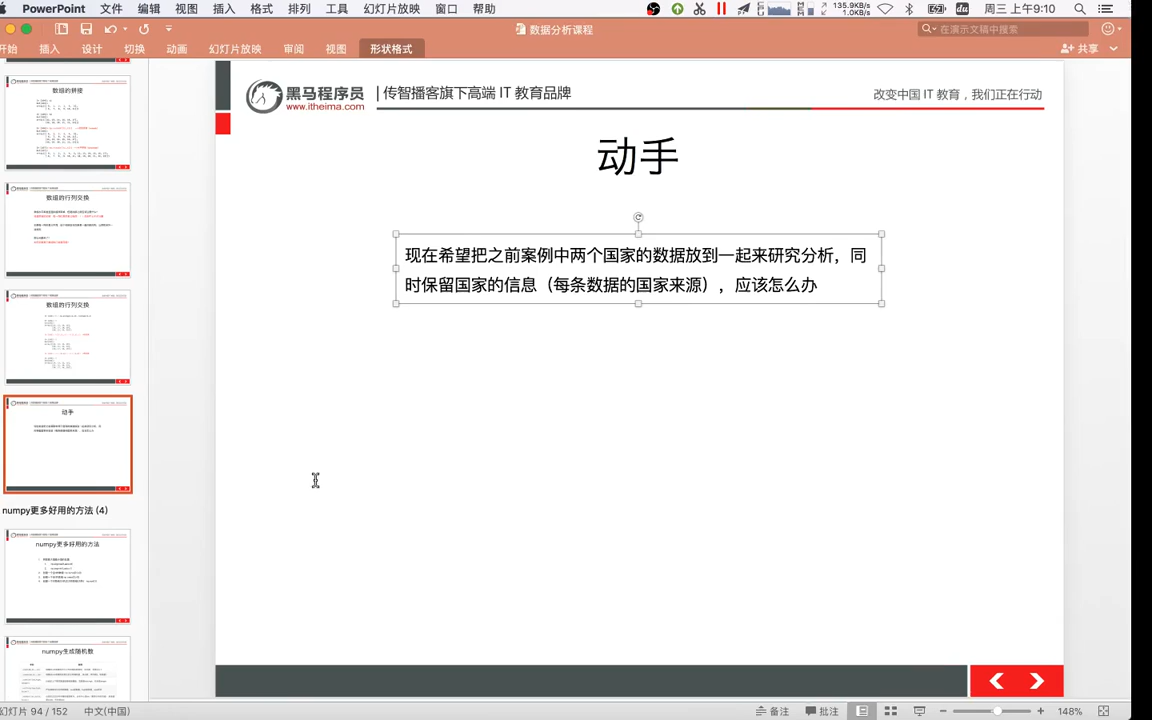 PowerPoint 文件 编辑 视图 插入 格式 排列 工具 幻灯片放映 窗口 帮助
135.9KB/s
1.0KB/s
周三 上午9:10
数据分析课程
在演示文稿中搜索
开始 插入 设计 切换 动画 幻灯片放映 审阅 视图 形状格式
共享
数组的拼接
数组的行列交换
数组的行列交换
动手
numpy更多好用的方法 (4)
numpy更多好用的方法
numpy生成随机数
黑马程序员
www.itheima.com
传智播客旗下高端 IT 教育品牌
改变中国 IT 教育，我们正在行动
动手
现在希望把之前案例中两个国家的数据放到一起来研究分析，同
时保留国家的信息（每条数据的国家来源），应该怎么办
幻灯片 94 / 152
中文(中国)
备注
批注
148%